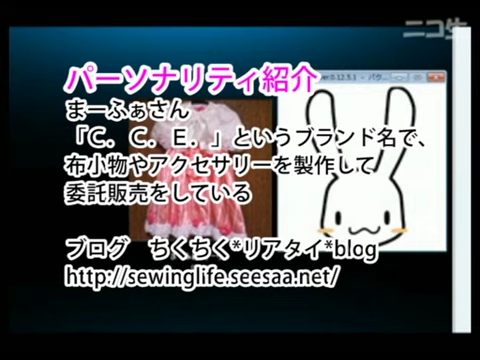 ニコ生
パーソナリティ紹介
まーふぁさん
「C．C．E．」というブランド名で、
布小物やアクセサリーを製作して
委託販売をしている
ブログ　ちくちく*リアタイ*blog
http://sewinglife.seesaa.net/